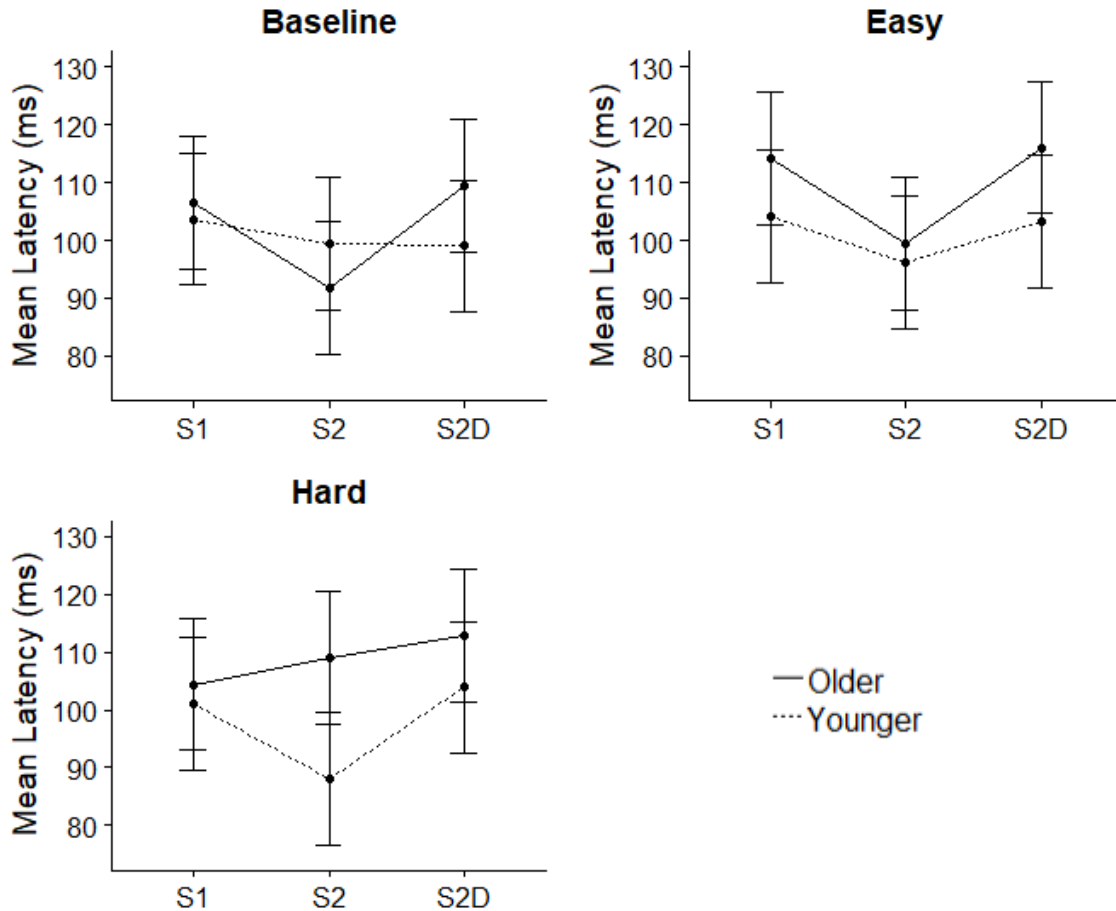 Baseline
Mean Latency (ms)
130
120
110
100
90
80
S1 S2 S2D
Easy
Mean Latency (ms)
130
120
110
100
90
80
S1 S2 S2D
Hard
Mean Latency (ms)
130
120
110
100
90
80
S1 S2 S2D
Older
Younger